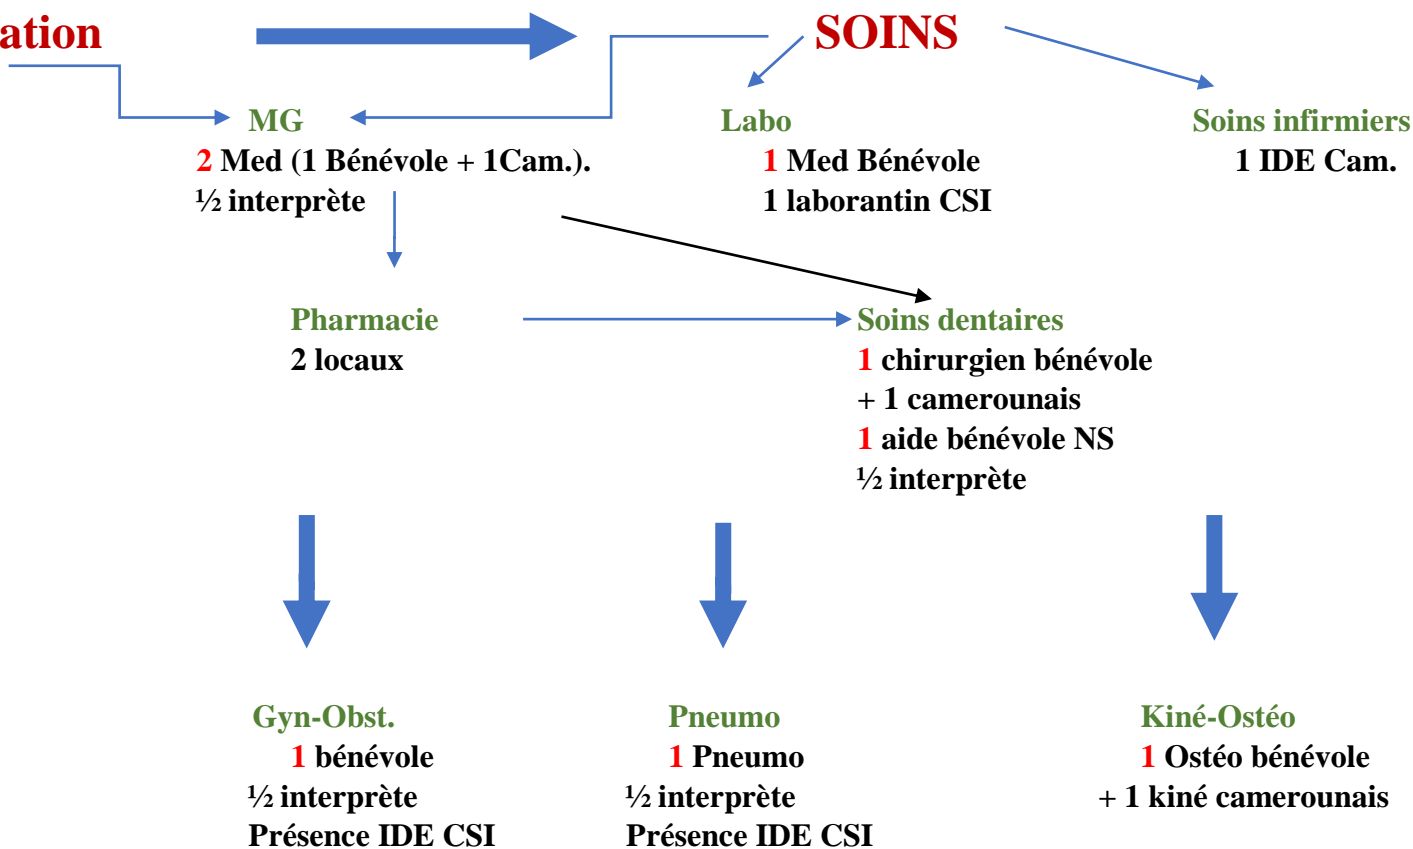 ation
SOINS
MG
2 Med (1 Bénévole + 1Cam.).
½ interprète
Labo
1 Med Bénévole
1 laborantin CSI
Soins infirmiers
1 IDE Cam.
Pharmacie
2 locaux
Soins dentaires
1 chirurgien bénévole
+ 1 camerounais
1 aide bénévole NS
½ interprète
Gyn-Obst.
1 bénévole
½ interprète
Présence IDE CSI
Pneumo
1 Pneumo
½ interprète
Présence IDE CSI
Kiné-Ostéo
1 Ostéo bénévole
+ 1 kiné camerounais